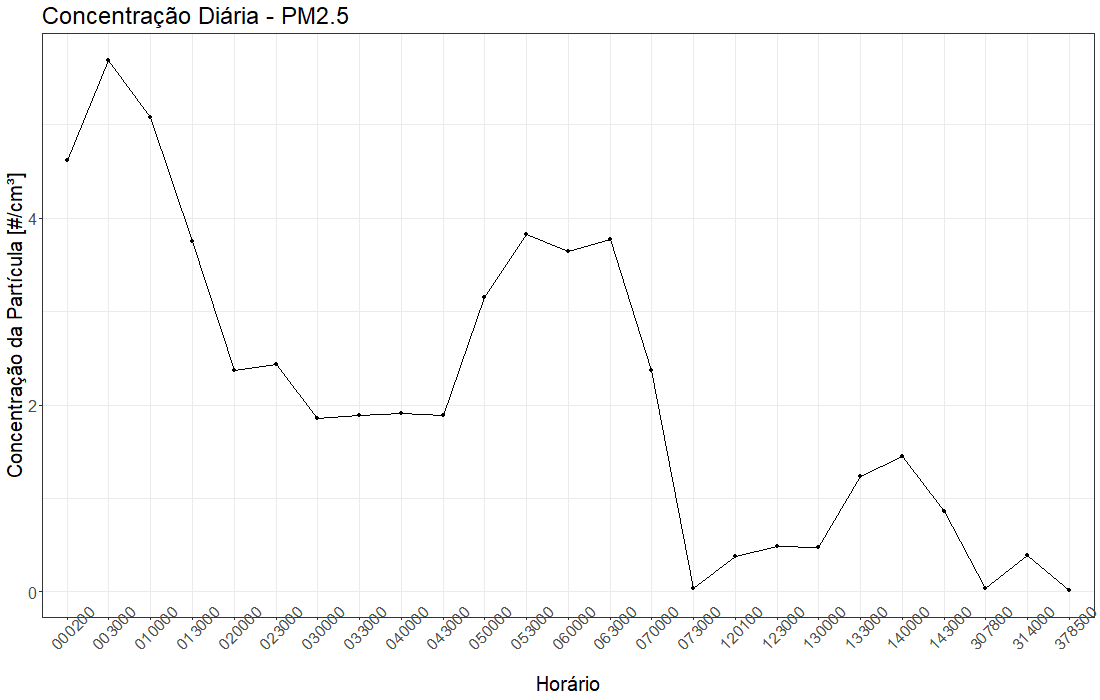 Concentração Diária - PM2.5
Concentração da Partícula [#/cm³]
4
2
0
000200 003000 010000 013000 020000 023000 030000 033000 040000 043000 050000 053000 060000 063000 070000 073000 120100 123000 130000 133000 140000 143000 307800 314000 378500
Horário